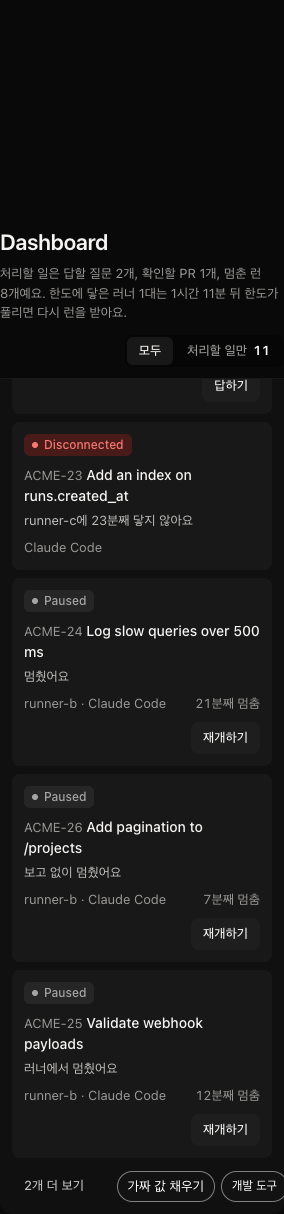 Dashboard
처리할 일은 답할 질문 2개, 확인할 PR 1개, 멈춘 런
8개예요. 한도에 닿은 러너 1대는 1시간 11분 뒤 한도가
풀리면 다시 런을 받아요.
모두 처리할 일만 11
답하기
Disconnected
ACME-23 Add an index on
runs.created_at
runner-c에 23분째 닿지 않아요
Claude Code
Paused
ACME-24 Log slow queries over 500
ms
멈췄어요
runner-b · Claude Code 21분째 멈춤
재개하기
Paused
ACME-26 Add pagination to
/projects
보고 없이 멈췄어요
runner-b · Claude Code 7분째 멈춤
재개하기
Paused
ACME-25 Validate webhook
payloads
러너에서 멈췄어요
runner-b · Claude Code 12분째 멈춤
재개하기
2개 더 보기 가짜 값 채우기 개발 도구